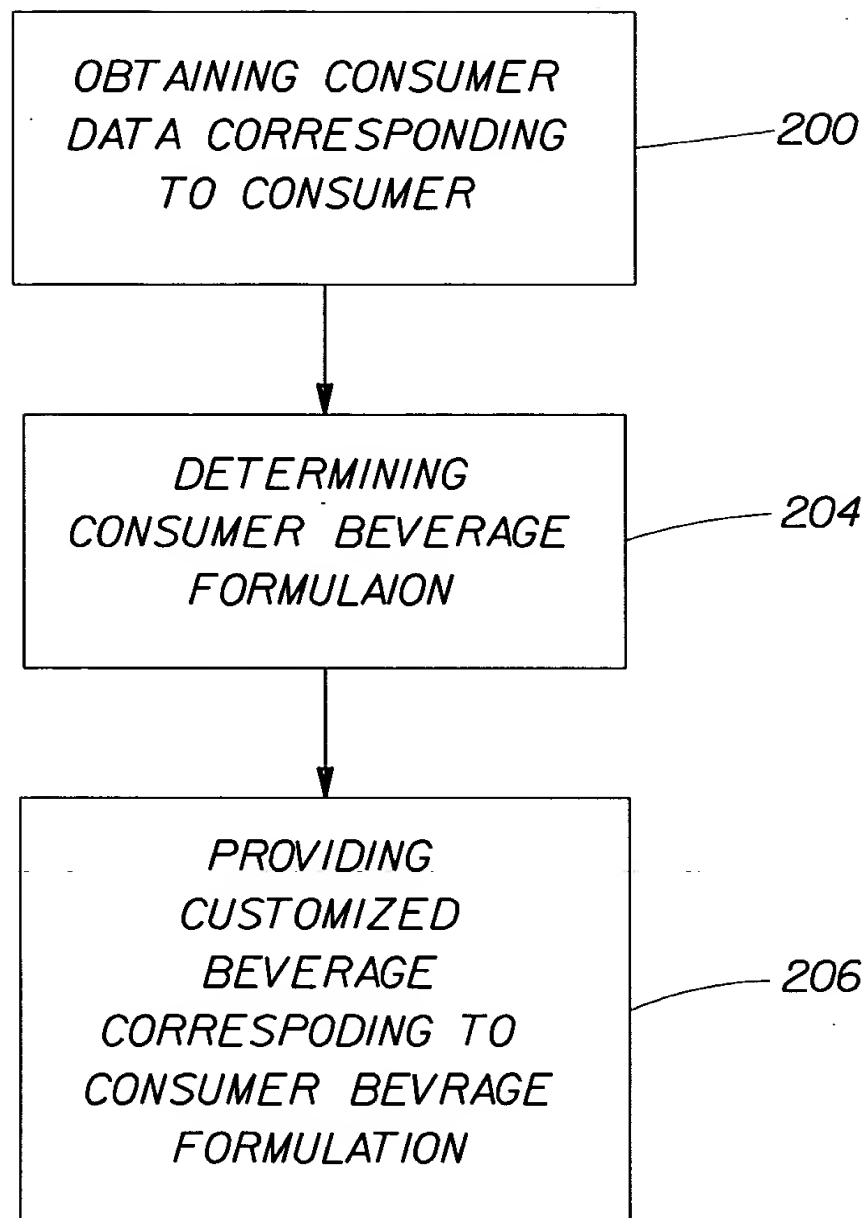 OBTAINING CONSUMER
DATA CORRESPONDING
TO CONSUMER
200
DETERMINING
CONSUMER BEVERAGE
FORMULAION
204
PROVIDING
CUSTOMIZED
BEVERAGE
CORRESPODING TO
CONSUMER BEVRAGE
FORMULATION
206